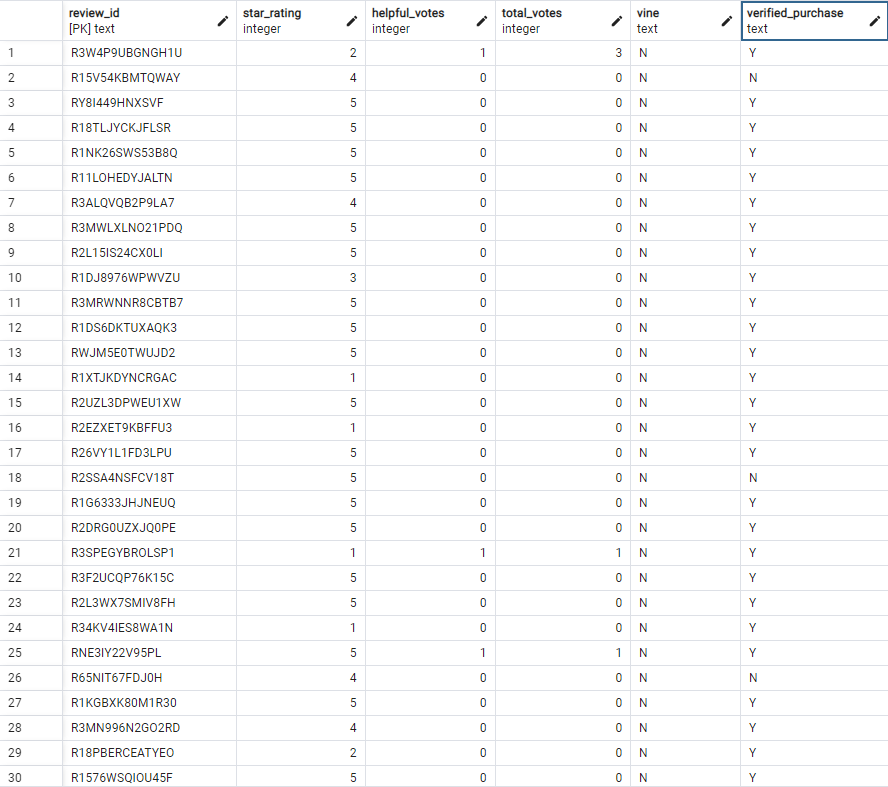 review_id star_rating helpful_votes total_votes vine verified_purchase
[PK] text integer integer integer text text
1 R3W4P9UBGNGH1U 2 1 3 N Y
2 R15V54KBMTQWAY 4 0 0 N N
3 RY8I449HNXSVF 5 0 0 N Y
4 R18TLJYCKJFLSR 5 0 0 N Y
5 R1NK26SWS53B8Q 5 0 0 N Y
6 R11LOHEDYJALTN 5 0 0 N Y
7 R3ALQVQB2P9LA7 4 0 0 N Y
8 R3MWLXLNO21PDQ 5 0 0 N Y
9 R2L15IS24CX0LI 5 0 0 N Y
10 R1DJ8976WPWVZU 3 0 0 N Y
11 R3MRWNNR8CBTB7 5 0 0 N Y
12 R1DS6DKTUXAQK3 5 0 0 N Y
13 RWJM5E0TWUJD2 5 0 0 N Y
14 R1XTJKDYNCRGAC 1 0 0 N Y
15 R2UZL3DPWEU1XW 5 0 0 N Y
16 R2EZXET9KBFFU3 1 0 0 N Y
17 R26VY1L1FD3LPU 5 0 0 N Y
18 R2SSA4NSFCV18T 5 0 0 N N
19 R1G6333JHJNEUQ 5 0 0 N Y
20 R2DRG0UZXJQ0PE 5 0 0 N Y
21 R3SPEGYBROLSP1 1 1 1 N Y
22 R3F2UCQP76K15C 5 0 0 N Y
23 R2L3WX7SMIV8FH 5 0 0 N Y
24 R34KV4IES8WA1N 1 0 0 N Y
25 RNE3IY22V95PL 5 1 1 N Y
26 R65NIT67FDJ0H 4 0 0 N N
27 R1KGBXK80M1R30 5 0 0 N Y
28 R3MN996N2GO2RD 4 0 0 N Y
29 R18PBERCEATYEO 2 0 0 N Y
30 R1576WSQIOU45F 5 0 0 N Y